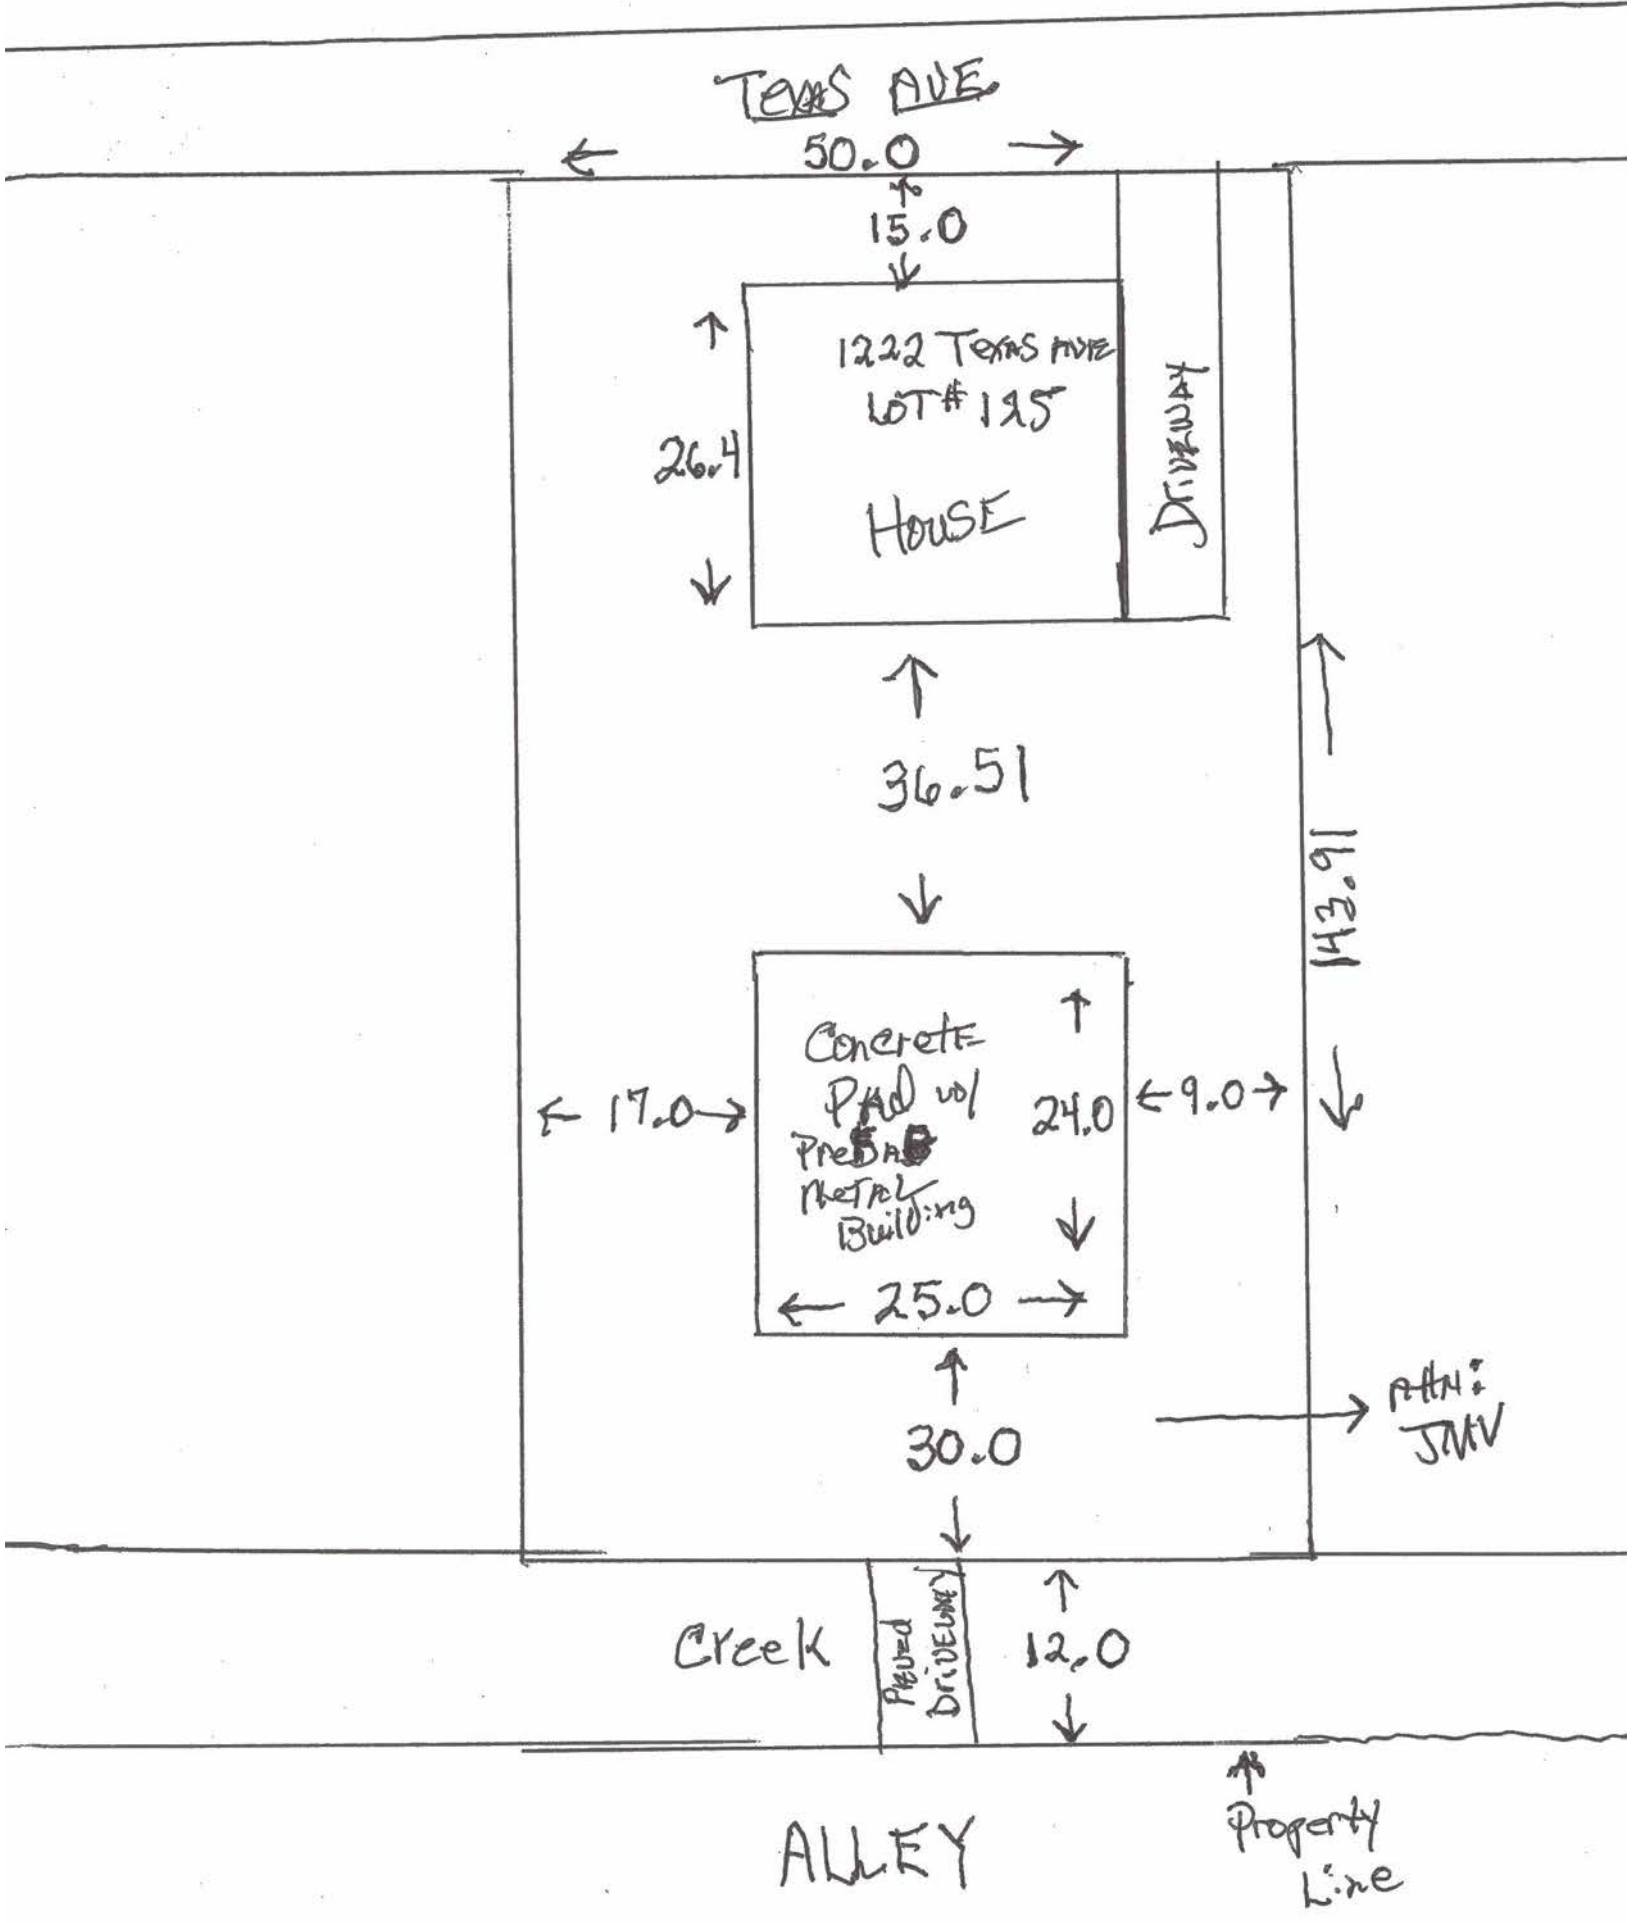 Texas AVE.
50.0
15.0
1222 Texas AVE
LOT # 125
HOUSE
26.4
DRIVEWAY
36.51
143.91
Concrete
PAd w/
PreFAB
Metal
Building
24.0
17.0
9.0
25.0
30.0
Attn:
JMV
Creek
Paved
DriVEWAY
12.0
ALLEY
Property
Line